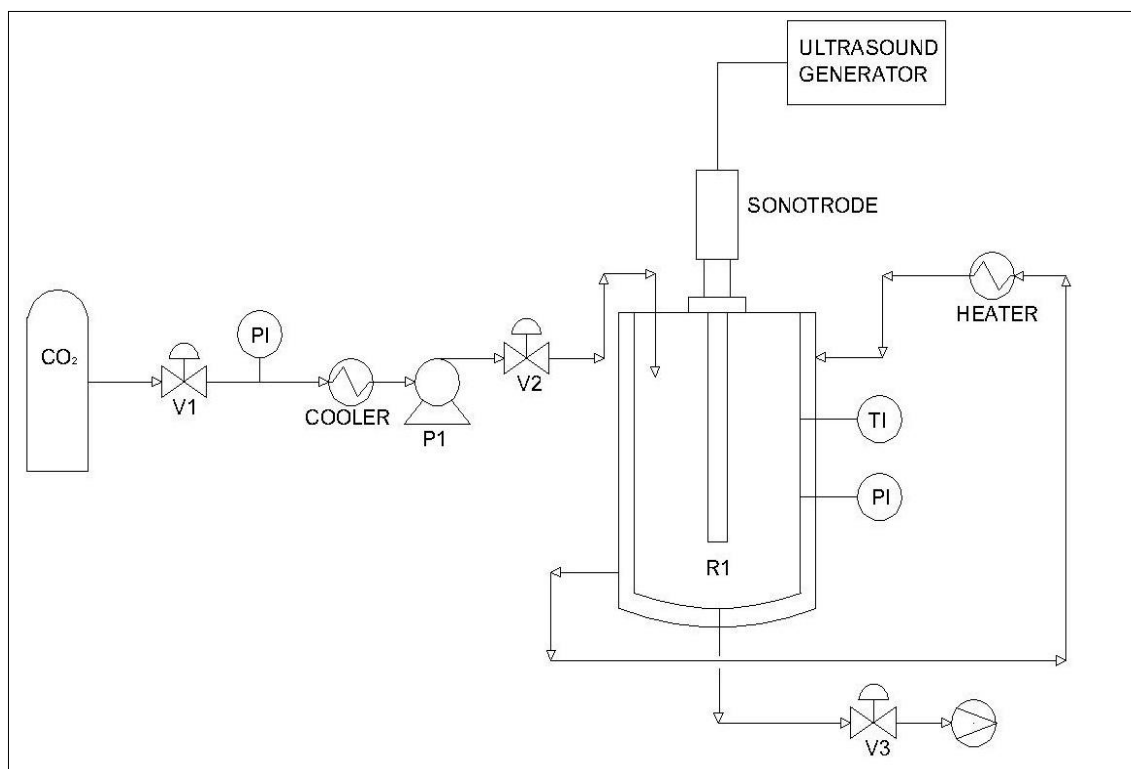 ULTRASOUND
GENERATOR
SONOTRODE
HEATER
CO₂
PI
V1
COOLER
P1
V2
TI
PI
R1
V3